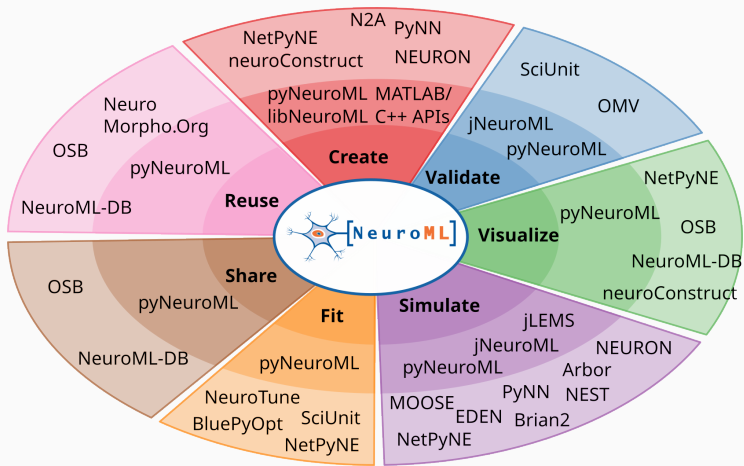 N2A
PyNN
NetPyNE
neuroConstruct
NEURON
pyNeuroML
libNeuroML
MATLAB/
C++ APIs
Create
SciUnit
OMV
jNeuroML
pyNeuroML
Validate
NetPyNE
pyNeuroML
OSB
Visualize
NeuroML-DB
neuroConstruct
Simulate
jLEMS
jNeuroML
pyNeuroML
NEURON
Arbor
NEST
PyNN
MOOSE
EDEN
Brian2
NetPyNE
Fit
pyNeuroML
NeuroTune
BluePyOpt
SciUnit
NetPyNE
Share
OSB
pyNeuroML
NeuroML-DB
Neuro
Morpho.Org
OSB
pyNeuroML
Reuse
NeuroML-DB
[NeuroML]